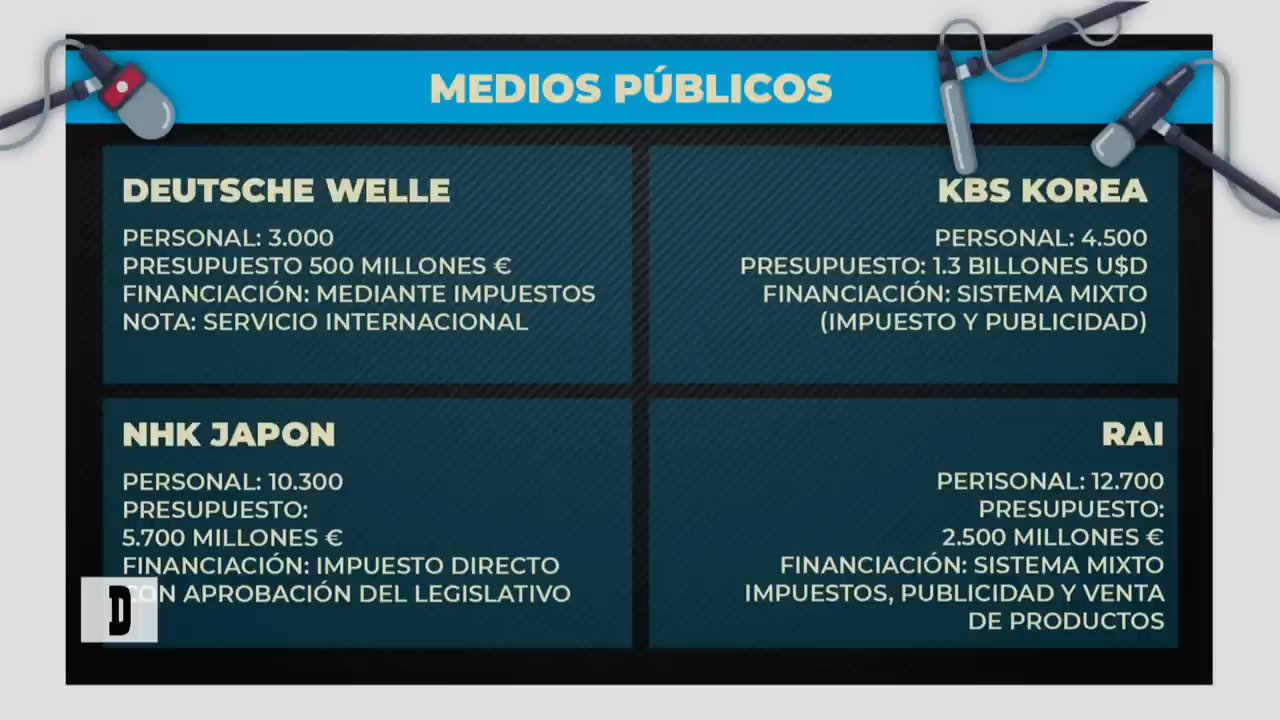 MEDIOS PÚBLICOS
DEUTSCHE WELLE
PERSONAL: 3.000
PRESUPUESTO 500 MILLONES €
FINANCIACIÓN: MEDIANTE IMPUESTOS
NOTA: SERVICIO INTERNACIONAL
KBS KOREA
PERSONAL: 4.500
PRESUPUESTO: 1.3 BILLONES U$D
FINANCIACIÓN: SISTEMA MIXTO
(IMPUESTO Y PUBLICIDAD)
NHK JAPON
PERSONAL: 10.300
PRESUPUESTO:
5.700 MILLONES €
FINANCIACIÓN: IMPUESTO DIRECTO
CON APROBACIÓN DEL LEGISLATIVO
RAI
PER1SONAL: 12.700
PRESUPUESTO:
2.500 MILLONES €
FINANCIACIÓN: SISTEMA MIXTO
IMPUESTOS, PUBLICIDAD Y VENTA
DE PRODUCTOS
D